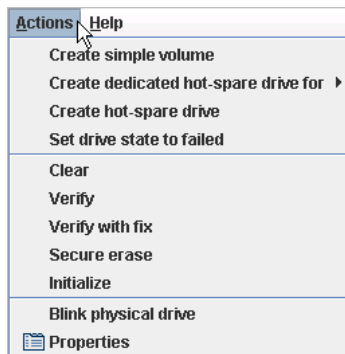 Actions Help
Create simple volume
Create dedicated hot-spare drive for
Create hot-spare drive
Set drive state to failed
Clear
Verify
Verify with fix
Secure erase
Initialize
Blink physical drive
Properties